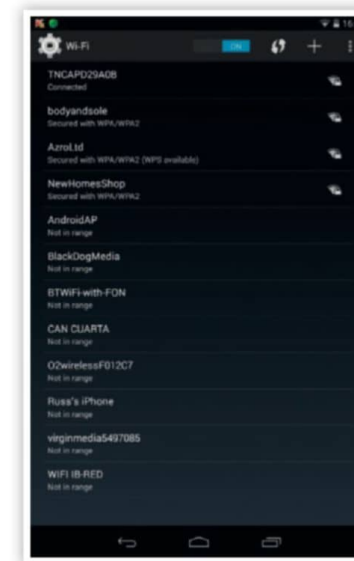 16
Wi-Fi
ON
TNCAPD29A0B
Connected
bodyandsole
Secured with WPA/WPA2
Azrol.td
Secured with WPA/WPA2 (WPS available)
NewHomesShop
Secured with WPA/WPA2
AndroidAP
Not in range
BlackDogMedia
Not in range
BTWiFi-with-FON
Not in range
CAN CUARTA
Not in range
O2wirelessF012C7
Not in range
Russ's iPhone
Not in range
virginmedia5497085
Not in range
WIFI IB-RED
Not in range